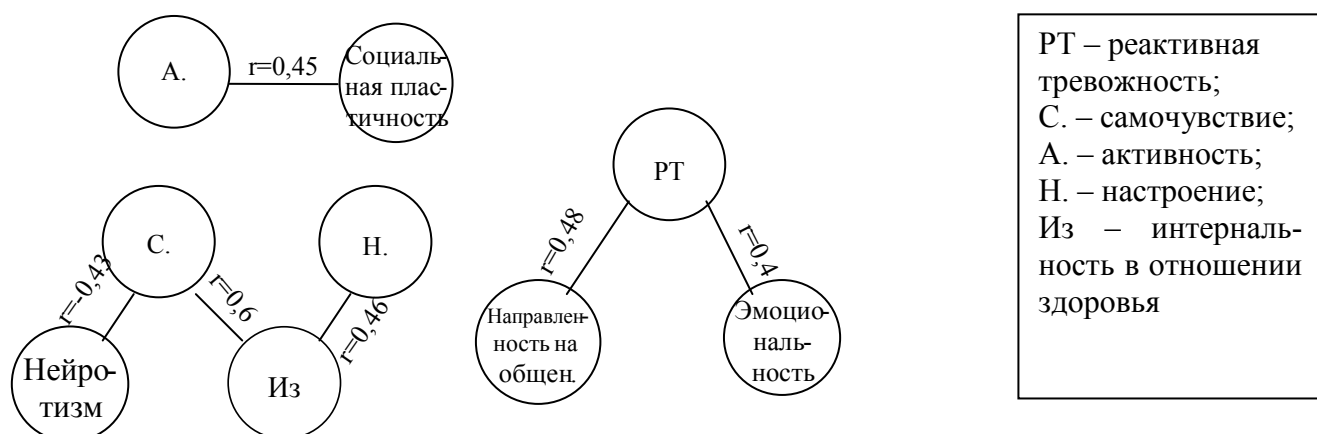 А.
r=0,45
Социаль-
ная плас-
тичность
С.
Н.
r=-0,43
r=0,6
r=0,46
Нейро-
тизм
Из
РТ
r=0,48
r=0,4
Направлен-
ность на
общен.
Эмоцио-
наль-
ность
РТ – реактивная
тревожность;
С. – самочувствие;
А. – активность;
Н. – настроение;
Из – интерналь-
ность в отношении
здоровья